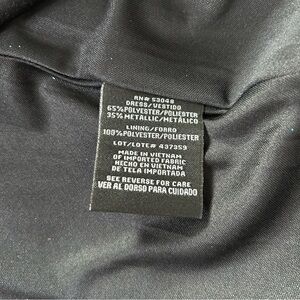 RN# 53048
DRESS/VESTIDO
65%POLYESTER/POLIESTER
35%METALLIC/METÁLICO
LINING/FORRO
100%POLYESTER/POLIESTER
LOT/LOTE# 437359
MADE IN VIETNAM
OF IMPORTED FABRIC
HECHO EN VIETNAM
DE TELA IMPORTADA
SEE REVERSE FOR CARE
VER AL DORSO PARA CUIDADO